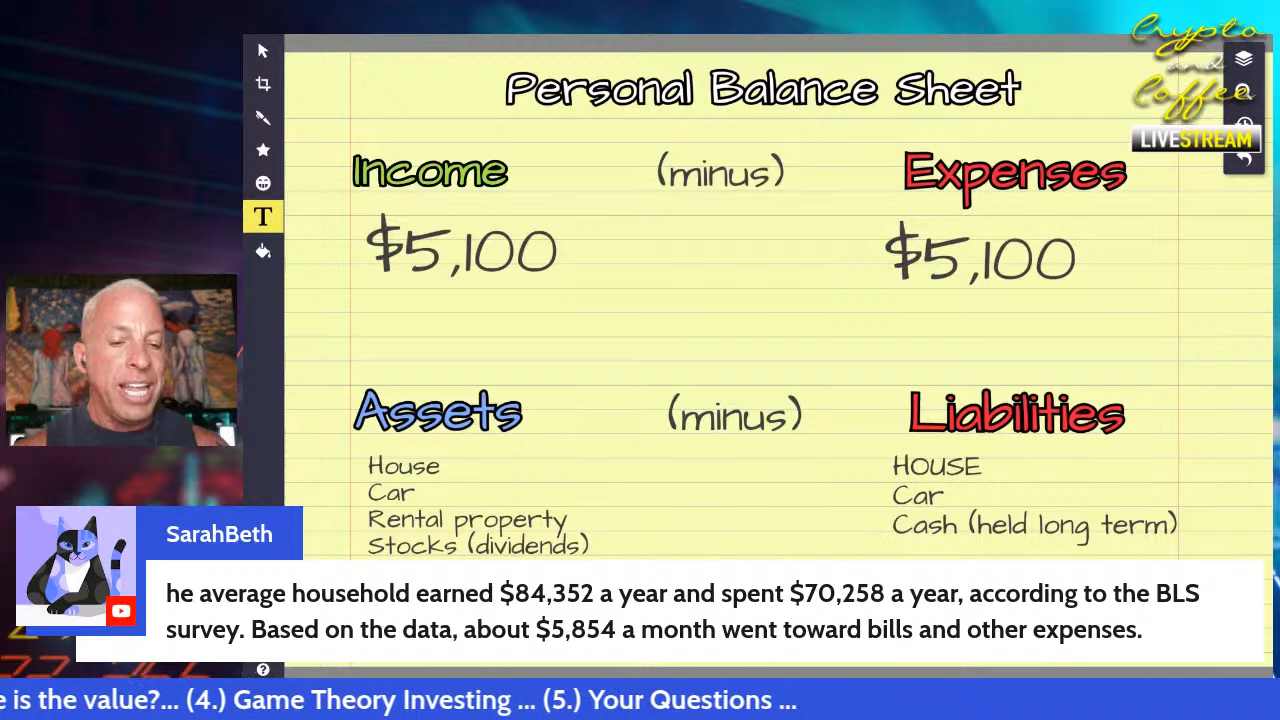 Crypto
and
Coffee
LIVESTREAM
Personal Balance Sheet
Income (minus) Expenses
$5,100 $5,100
Assets (minus) Liabilities
House
Car
Rental property
Stocks (dividends)
HOUSE
Car
Cash (held long term)
T
SarahBeth
he average household earned $84,352 a year and spent $70,258 a year, according to the BLS
survey. Based on the data, about $5,854 a month went toward bills and other expenses.
?
e is the value?... (4.) Game Theory Investing ... (5.) Your Questions ...